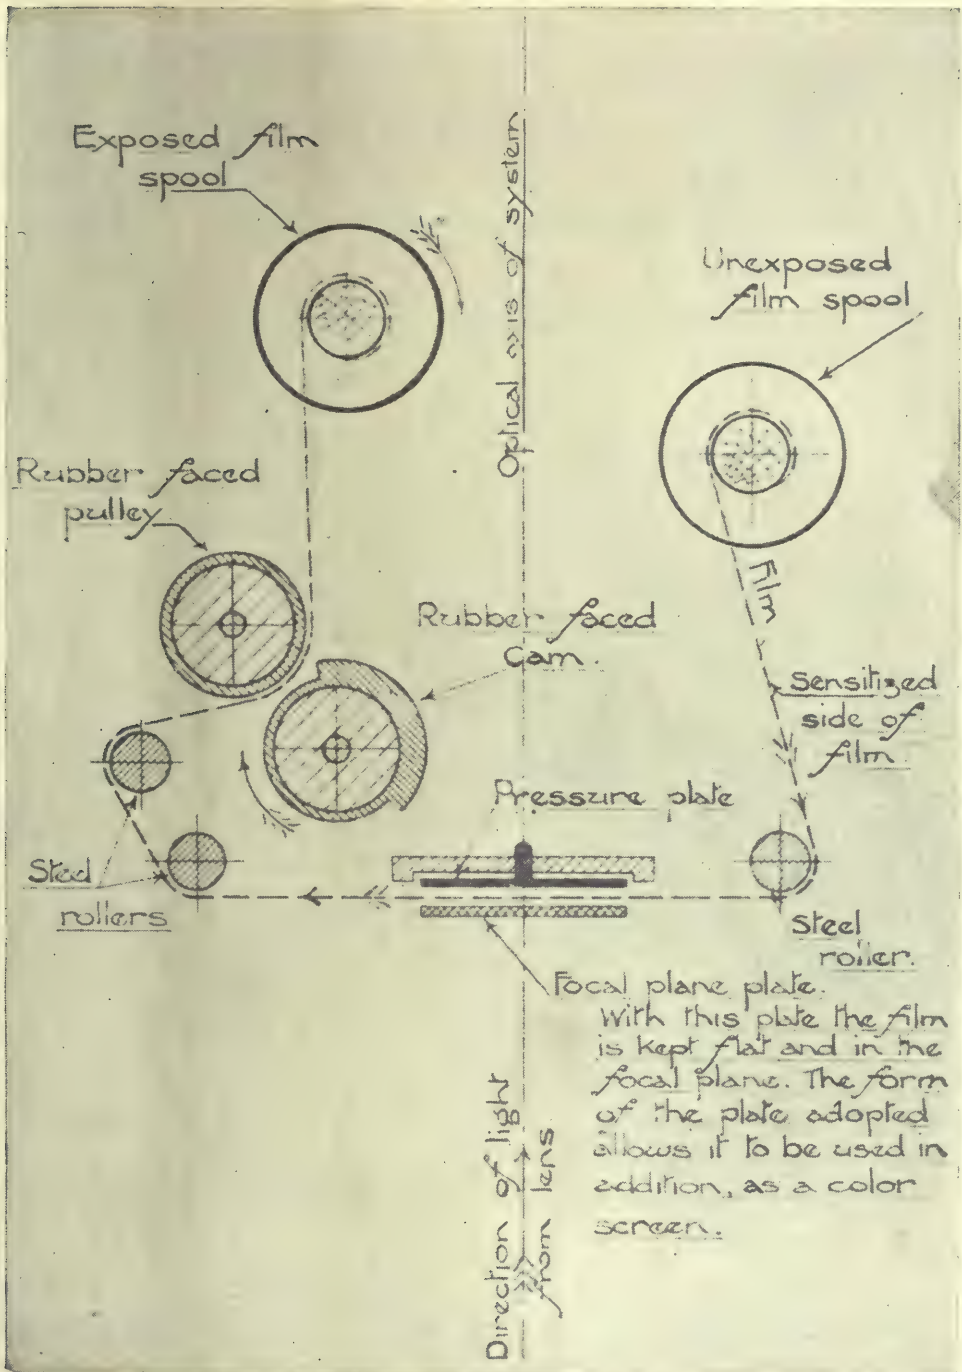 Exposed film
spool
Optical axis of system
Unexposed
film spool
Rubber faced
pulley
Film
Rubber faced
Cam.
Sensitized
side of
film.
Pressure plate
Steel
rollers
Steel
roller.
Focal plane plate.
With this plate the film
is kept flat and in the
focal plane. The form
of the plate adopted
allows it to be used in
addition, as a color
screen.
Direction of light
from lens